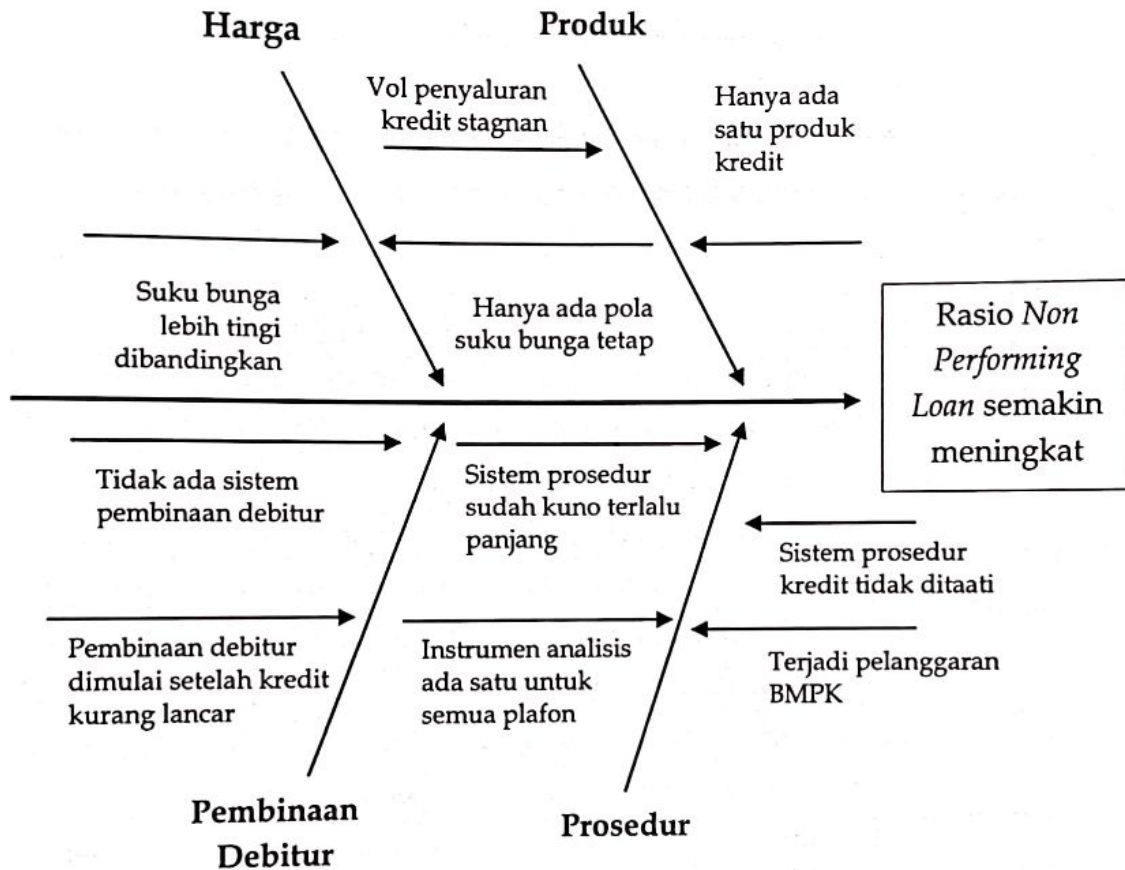 Harga
Produk
Vol penyaluran
kredit stagnan
Hanya ada
satu produk
kredit
Suku bunga
lebih tingi
dibandingkan
Hanya ada pola
suku bunga tetap
Rasio Non
Performing
Loan semakin
meningkat
Tidak ada sistem
pembinaan debitur
Sistem prosedur
sudah kuno terlalu
panjang
Sistem prosedur
kredit tidak ditaati
Pembinaan debitur
dimulai setelah kredit
kurang lancar
Instrumen analisis
ada satu untuk
semua plafon
Terjadi pelanggaran
BMPK
Pembinaan
Debitur
Prosedur